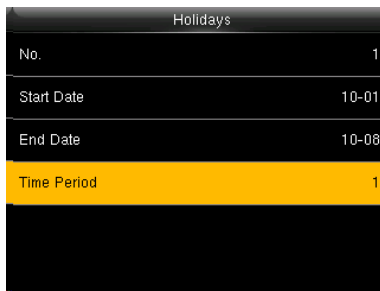 Holidays
No. 1
Start Date 10-01
End Date 10-08
Time Period 1